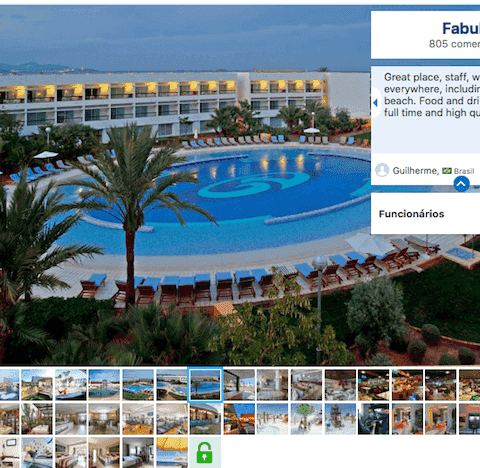 Fabul
805 comer
Great place, staff, w
everywhere, includin
beach. Food and dri
full time and high qu
Guilherme, Brasil
Funcionários